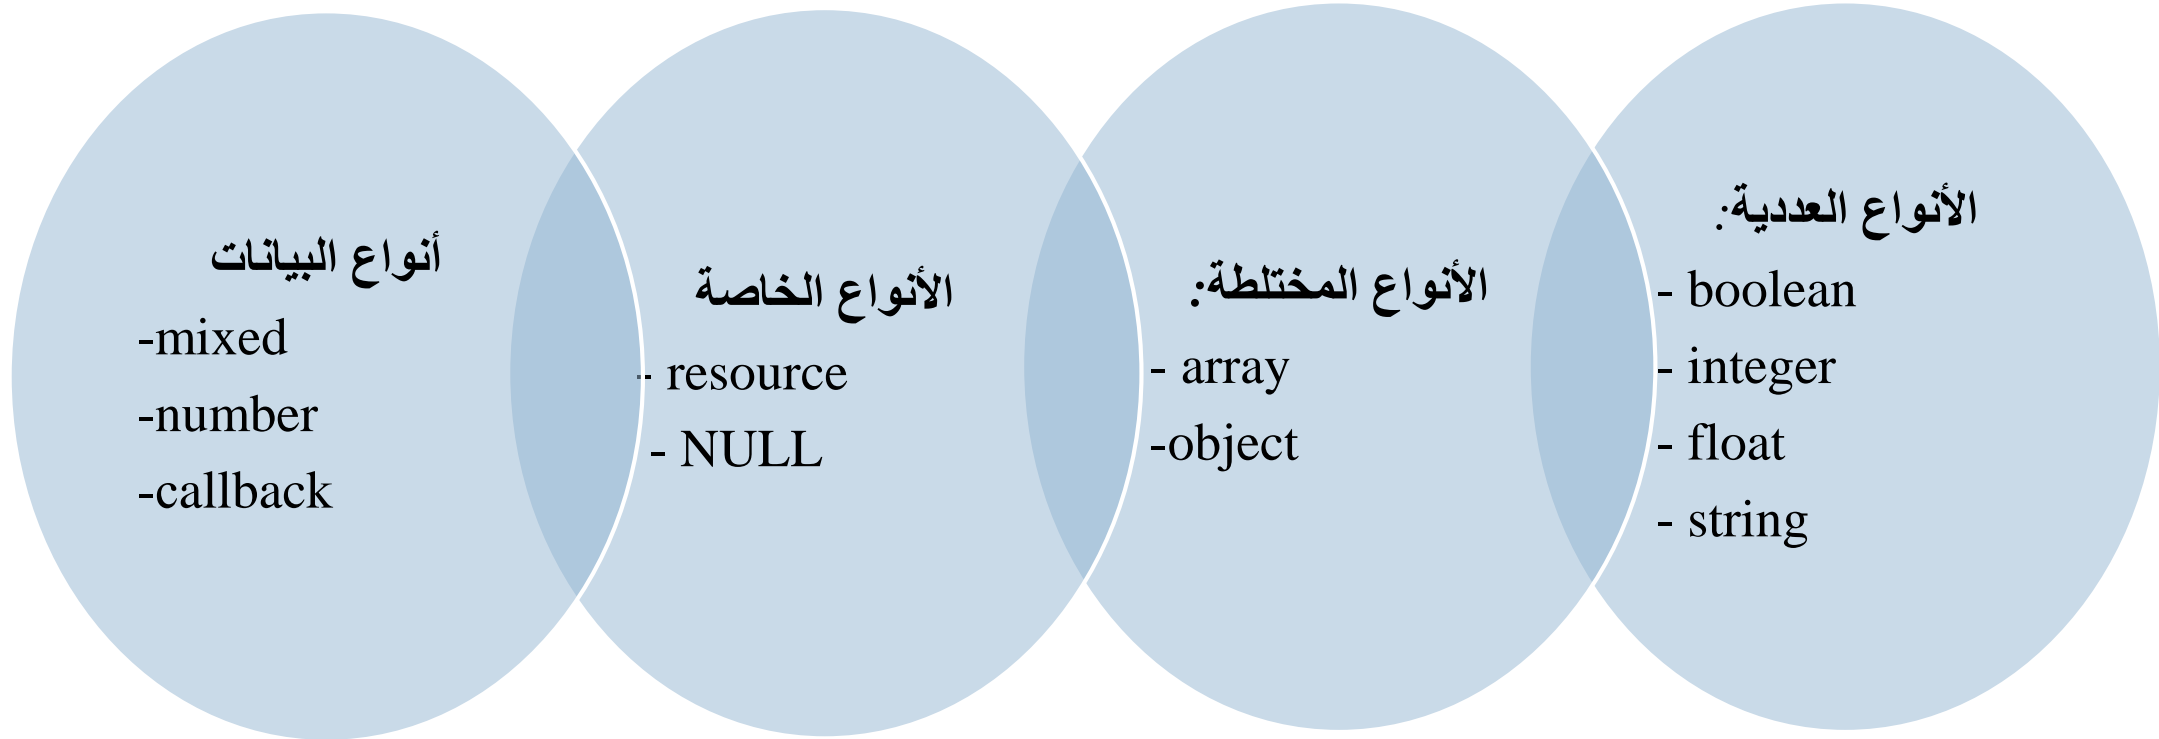 الأنواع العددية:
- boolean
- integer
- float
- string
الأنواع المختلطة:
- array
-object
الأنواع الخاصة
- resource
- NULL
أنواع البيانات
-mixed
-number
-callback